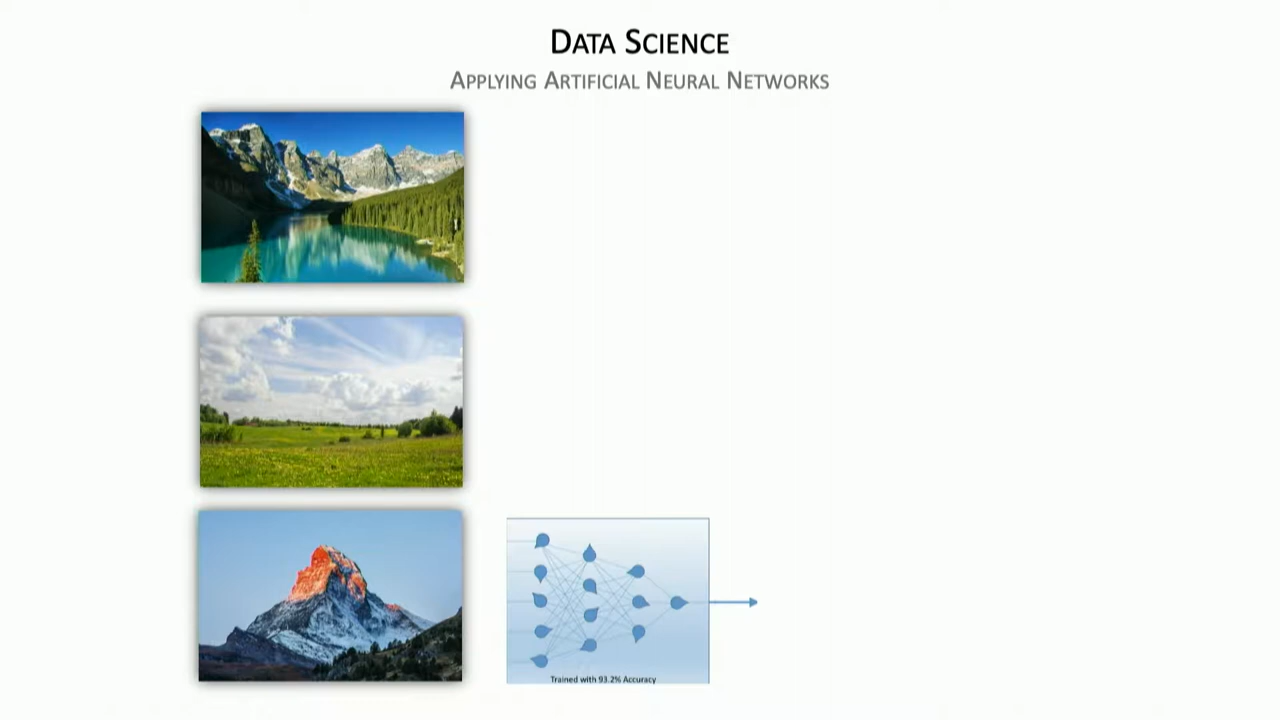 Data Science
Applying Artificial Neural Networks
Trained with 93.2% Accuracy